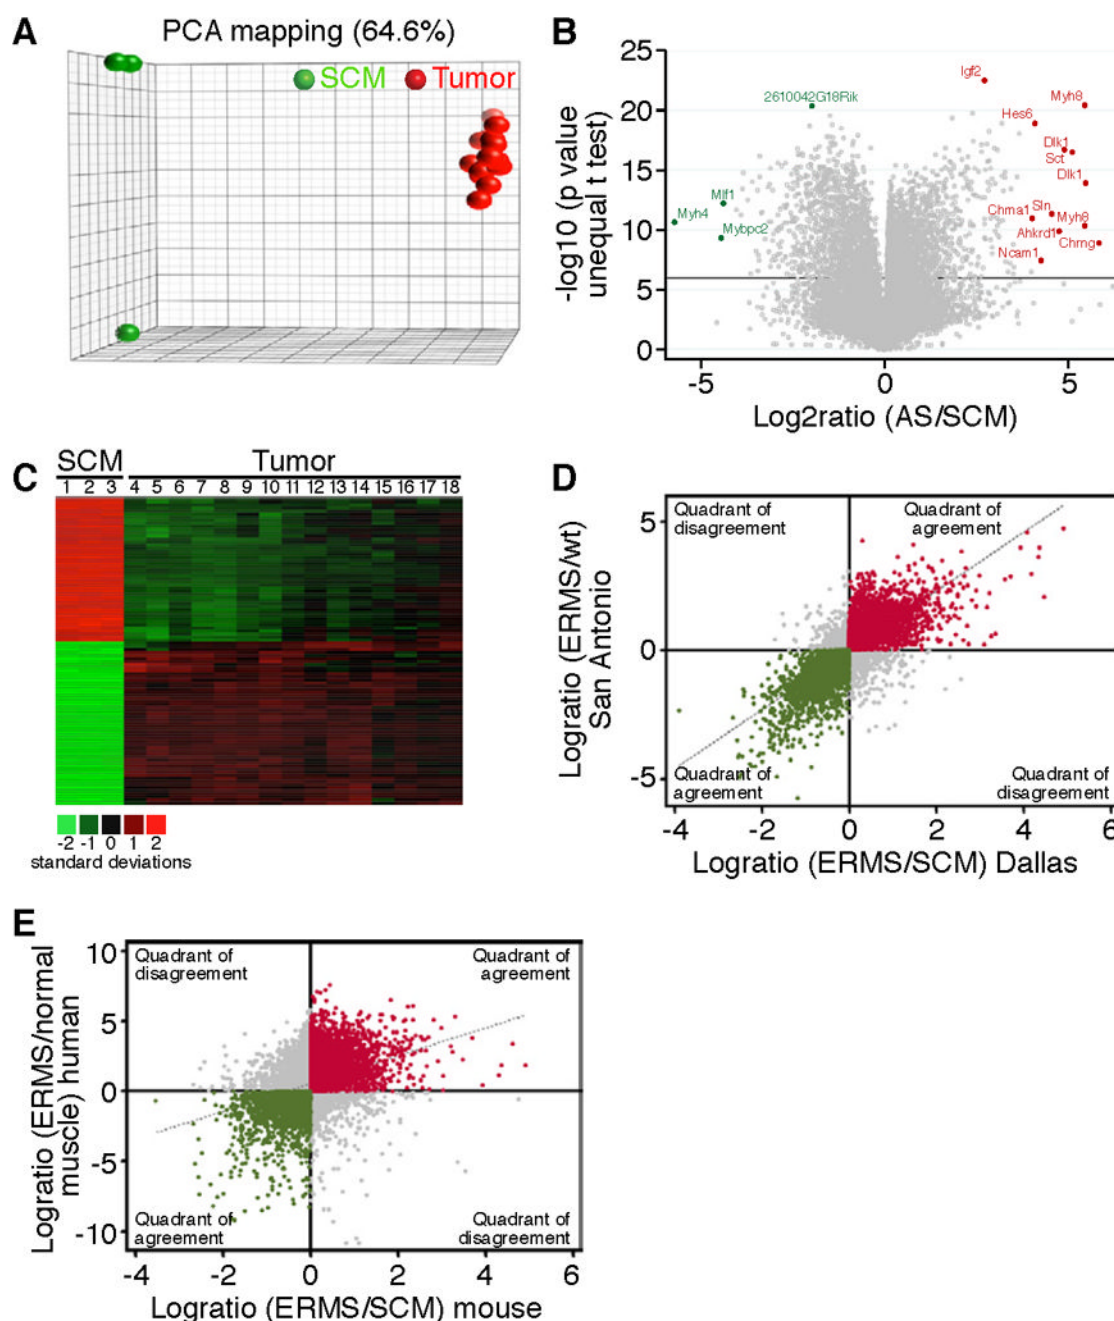 A
PCA mapping (64.6%)
SCM
Tumor
B
-log10 (p value
unequal t test)
25
20
15
10
5
0
Igf2
2610042G18Rik
Myh8
Hes6
Dlk1
Sct
Dlk1
Mlf1
Myh4
Mybpc2
Chrna1
Sln
Myh8
Ahkrd1
Chrng
Ncam1
-5
0
5
Log2ratio (AS/SCM)
C
SCM
Tumor
1 2 3 4 5 6 7 8 9 10 11 12 13 14 15 16 17 18
-2 -1 0 1 2
standard deviations
D
Logratio (ERMS/wt)
San Antonio
Quadrant of
disagreement
Quadrant of
agreement
5
0
-5
Quadrant of
agreement
Quadrant of
disagreement
-4 -2 0 2 4 6
Logratio (ERMS/SCM) Dallas
E
Logratio (ERMS/normal
muscle) human
10
5
0
-5
-10
Quadrant of
disagreement
Quadrant of
agreement
Quadrant of
agreement
Quadrant of
disagreement
-4 -2 0 2 4 6
Logratio (ERMS/SCM) mouse